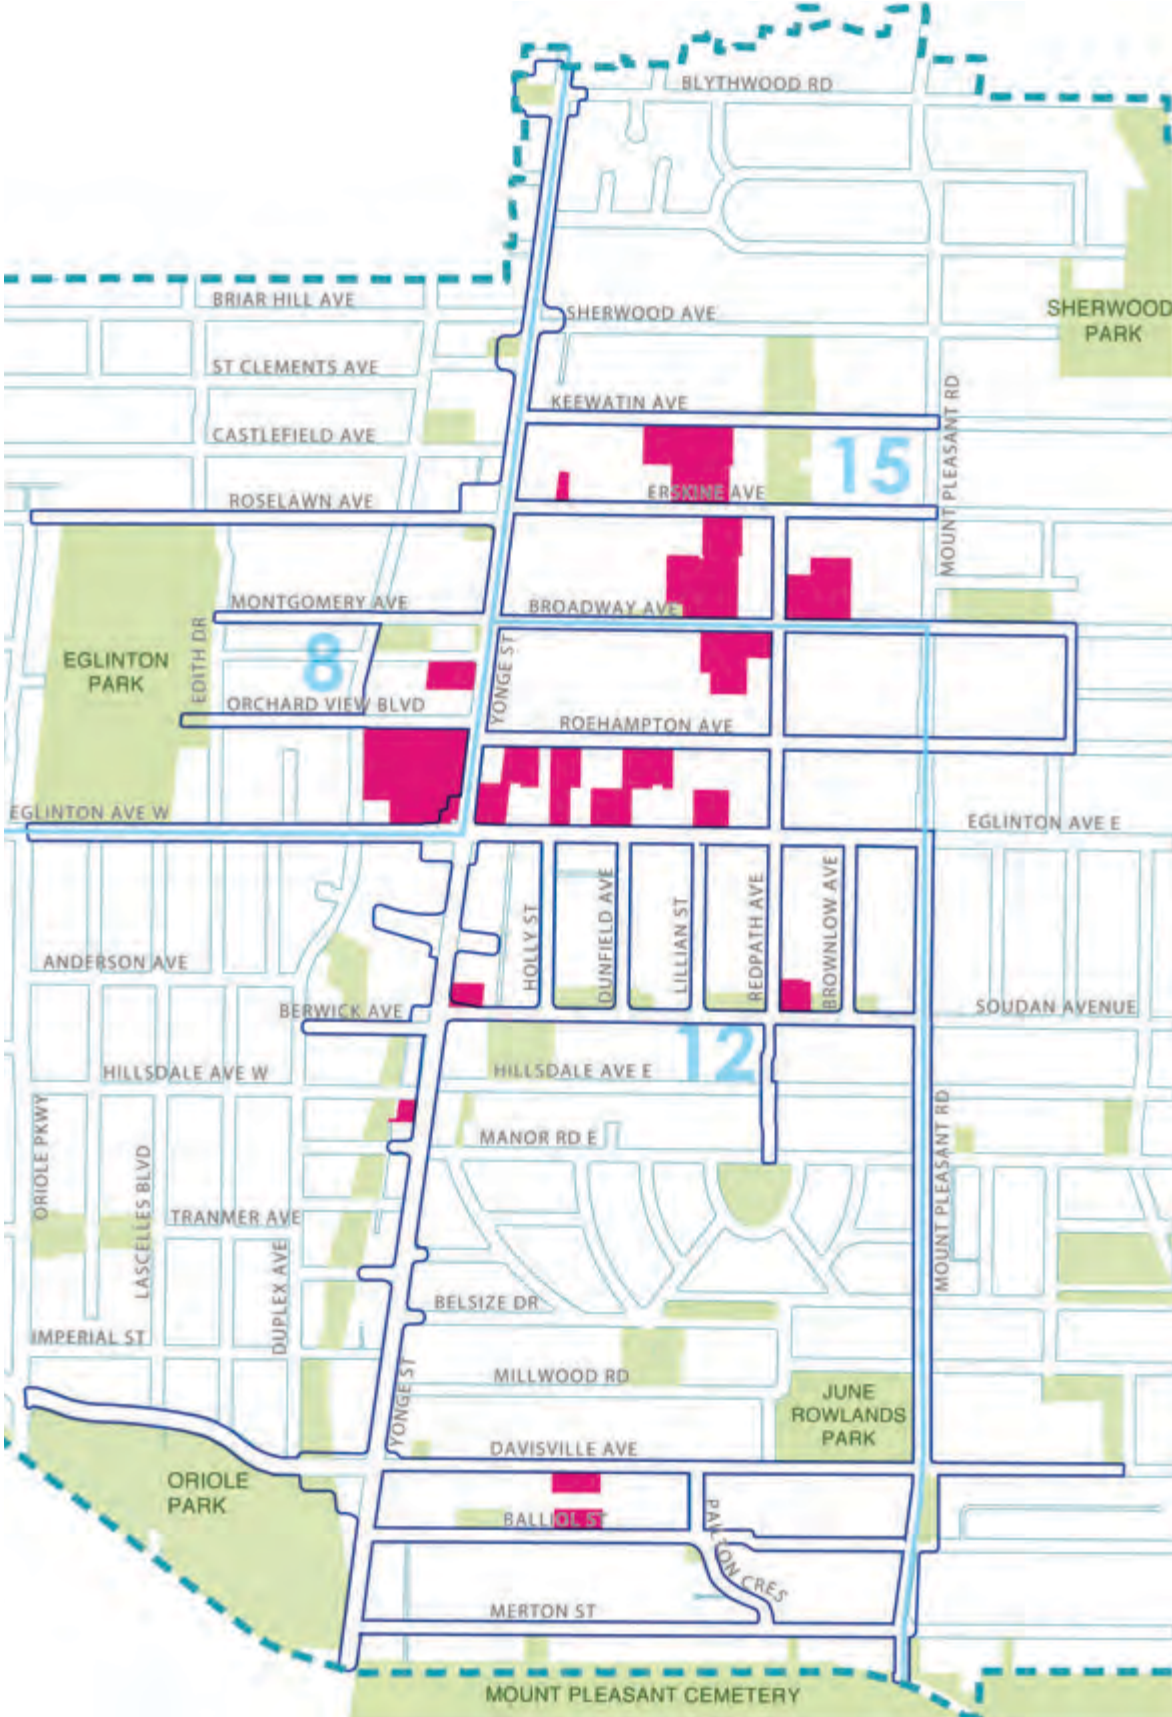 BLYTHWOOD RD
BRIAR HILL AVE
SHERWOOD AVE
SHERWOOD
PARK
ST CLEMENTS AVE
KEEWATIN AVE
MOUNT PLEASANT RD
CASTLEFIELD AVE
15
ROSELAWN AVE
ERSKINE AVE
MONTGOMERY AVE
BROADWAY AVE
EDITH DR
EGLINTON
PARK
8
YONGE ST
ORCHARD VIEW BLVD
ROEHAMPTON AVE
EGLINTON AVE W
EGLINTON AVE E
HOLLY ST
DUNFIELD AVE
LILLIAN ST
REDPATH AVE
BROWNLOW AVE
ANDERSON AVE
BERWICK AVE
SOUDAN AVENUE
12
HILLSDALE AVE W
HILLSDALE AVE E
ORIOLE PKWY
MANOR RD E
MOUNT PLEASANT RD
LASCELLES BLVD
TRANMER AVE
DUPLEX AVE
BELSIZE DR
IMPERIAL ST
YONGE ST
MILLWOOD RD
JUNE
ROWLANDS
PARK
DAVISVILLE AVE
ORIOLE
PARK
BALLIOL ST
PAILTON CRES
MERTON ST
MOUNT PLEASANT CEMETERY